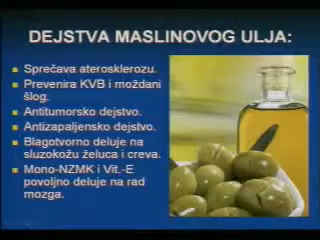 DEJSTVA MASLINOVOG ULJA:
Sprečava aterosklerozu.
Prevenira KVB i moždani
šlog.
Antitumorsko dejstvo.
Antizapaljensko dejstvo.
Blagotvorno deluje na
sluzokožu želuca i creva.
Mono-NZMK i Vit.-E
povoljno deluje na rad
mozga.